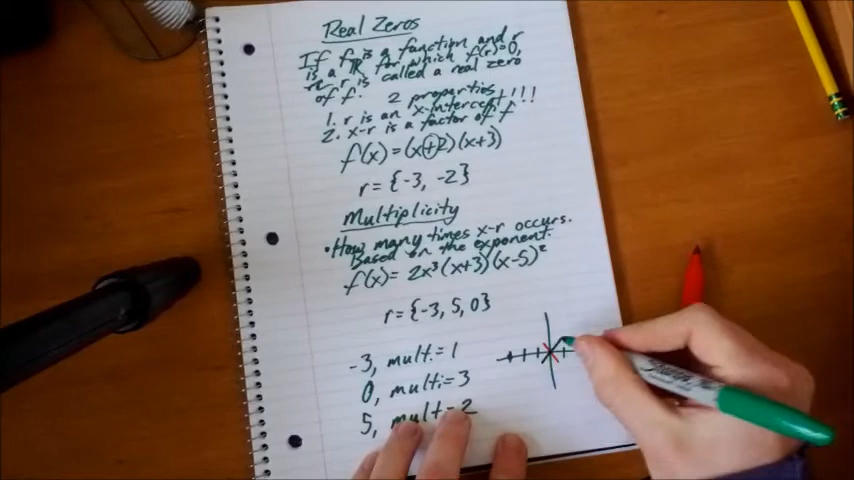 Real Zeros
If f is a function and r
is a # for which f(r)=0,
r is called a real zero
of f. 2 properties!!!
1. r is an x-intercept
2. x-r is a factor of f
f(x) = (x+2)(x+3)
r = {-3, -2}
Multiplicity
• How many times x-r occurs.
Based on the exponent.
f(x) = 2x³(x+3)(x-5)²
r = {-3, 5, 0}
-3, mult. = 1
0, mult. = 3
5, mult = 2
Sharpie